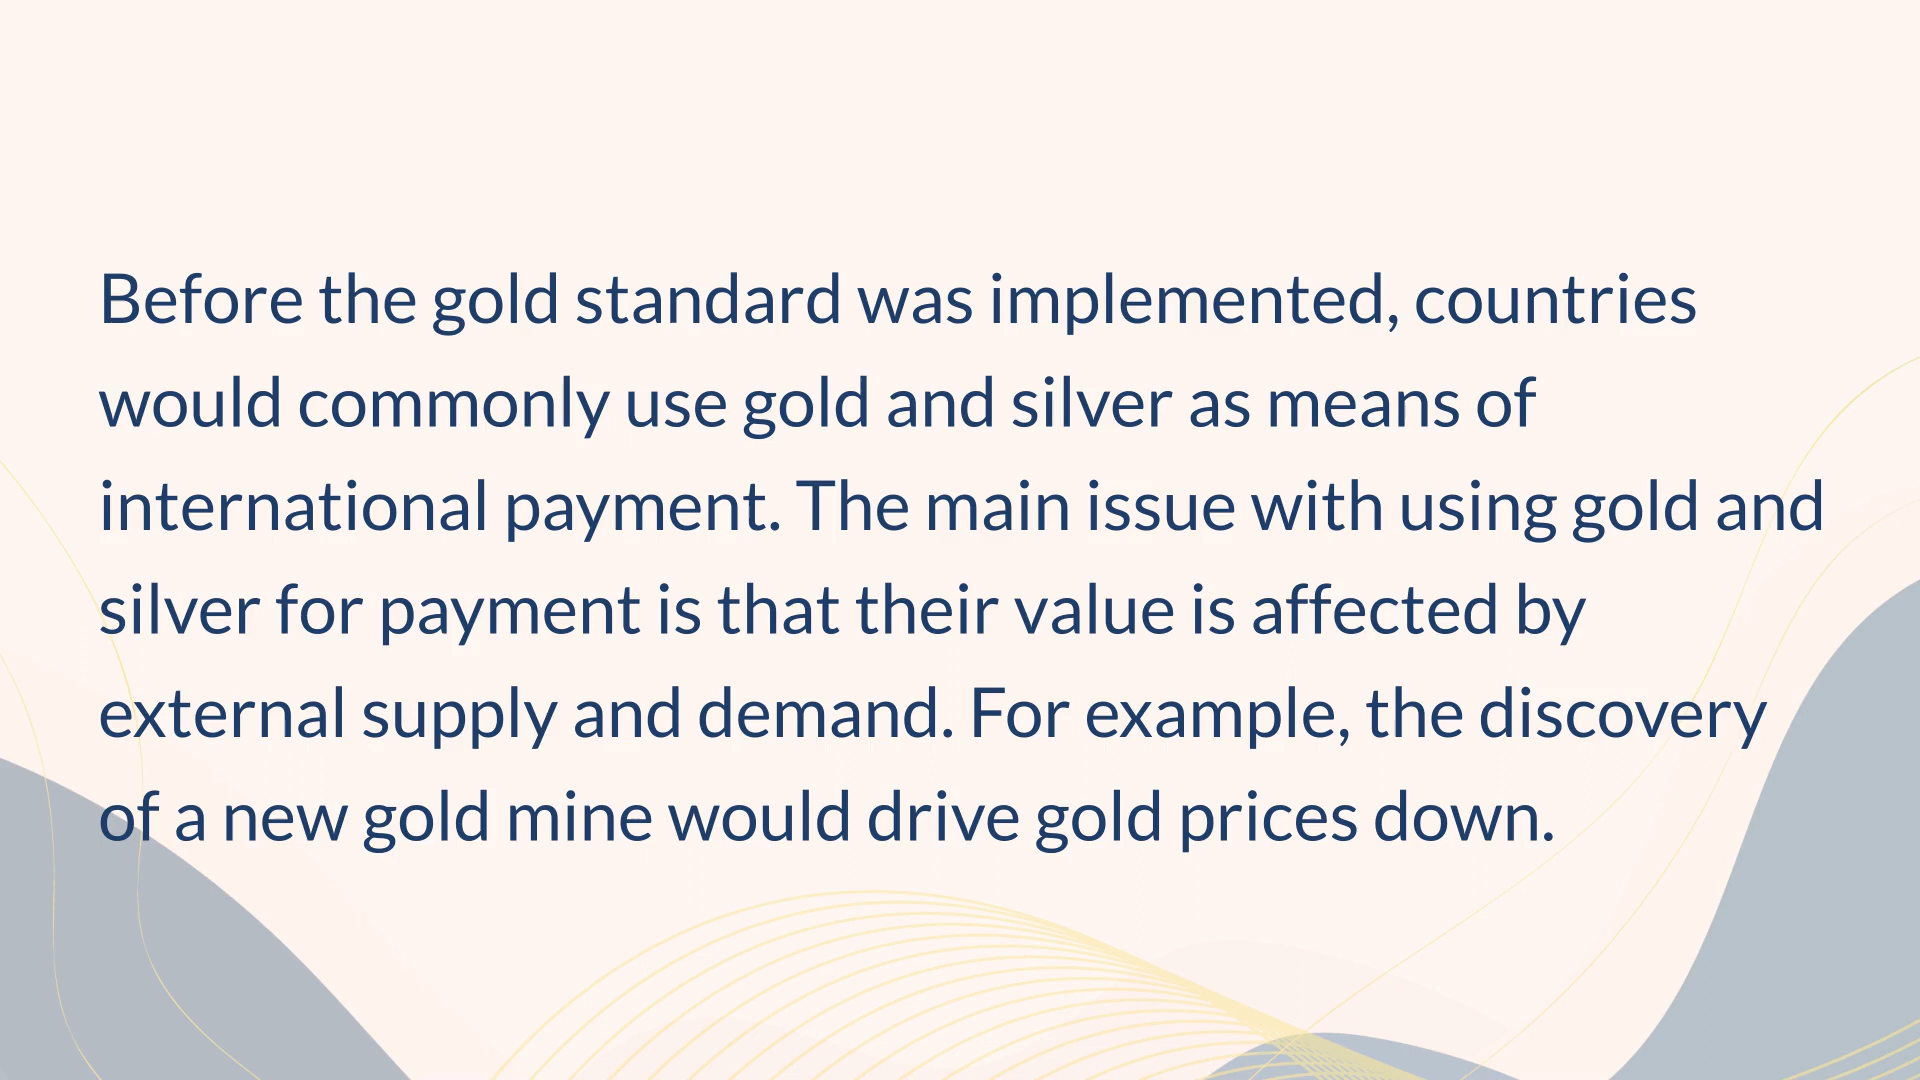 Before the gold standard was implemented, countries
would commonly use gold and silver as means of
international payment. The main issue with using gold and
silver for payment is that their value is affected by
external supply and demand. For example, the discovery
of a new gold mine would drive gold prices down.